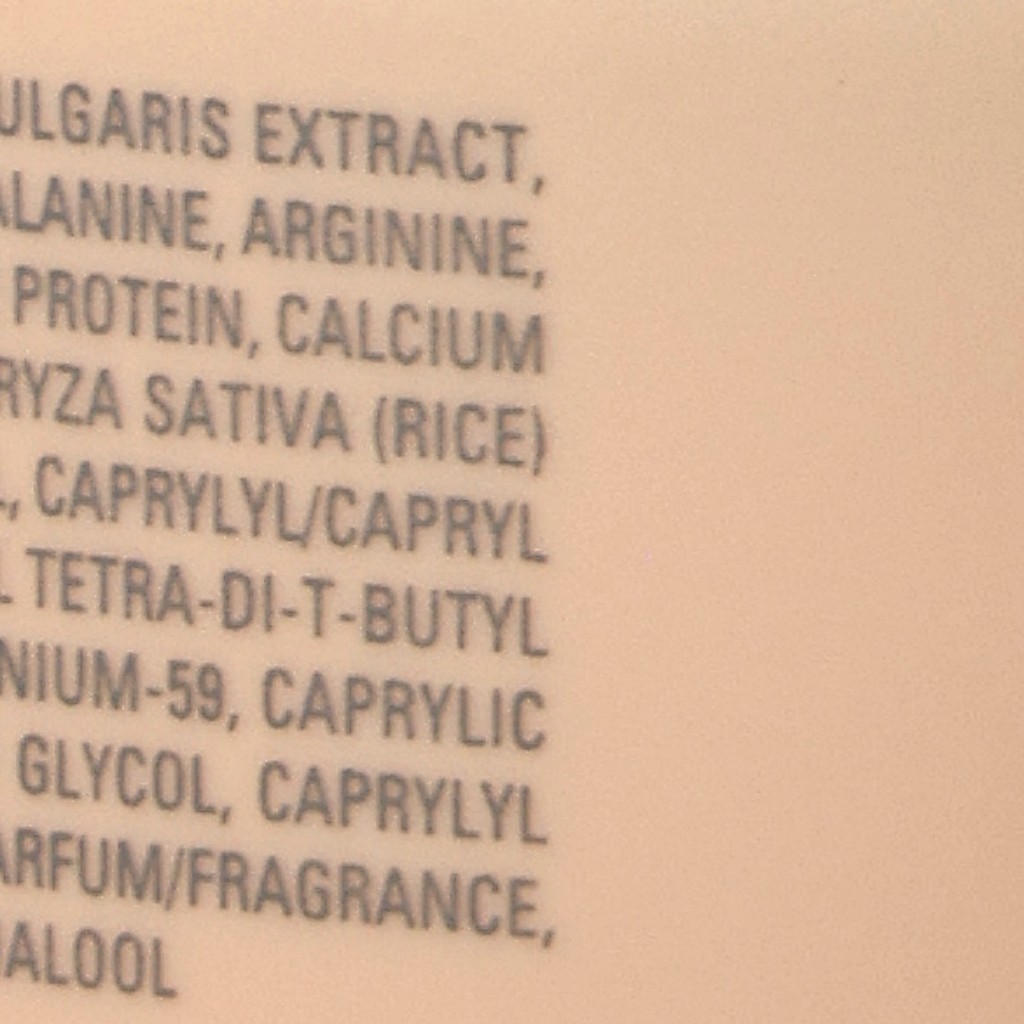 ULGARIS EXTRACT,
ALANINE, ARGININE,
PROTEIN, CALCIUM
RYZA SATIVA (RICE)
L, CAPRYLYL/CAPRYL
L TETRA-DI-T-BUTYL
NIUM-59, CAPRYLIC
GLYCOL, CAPRYLYL
ARFUM/FRAGRANCE,
ALOOL